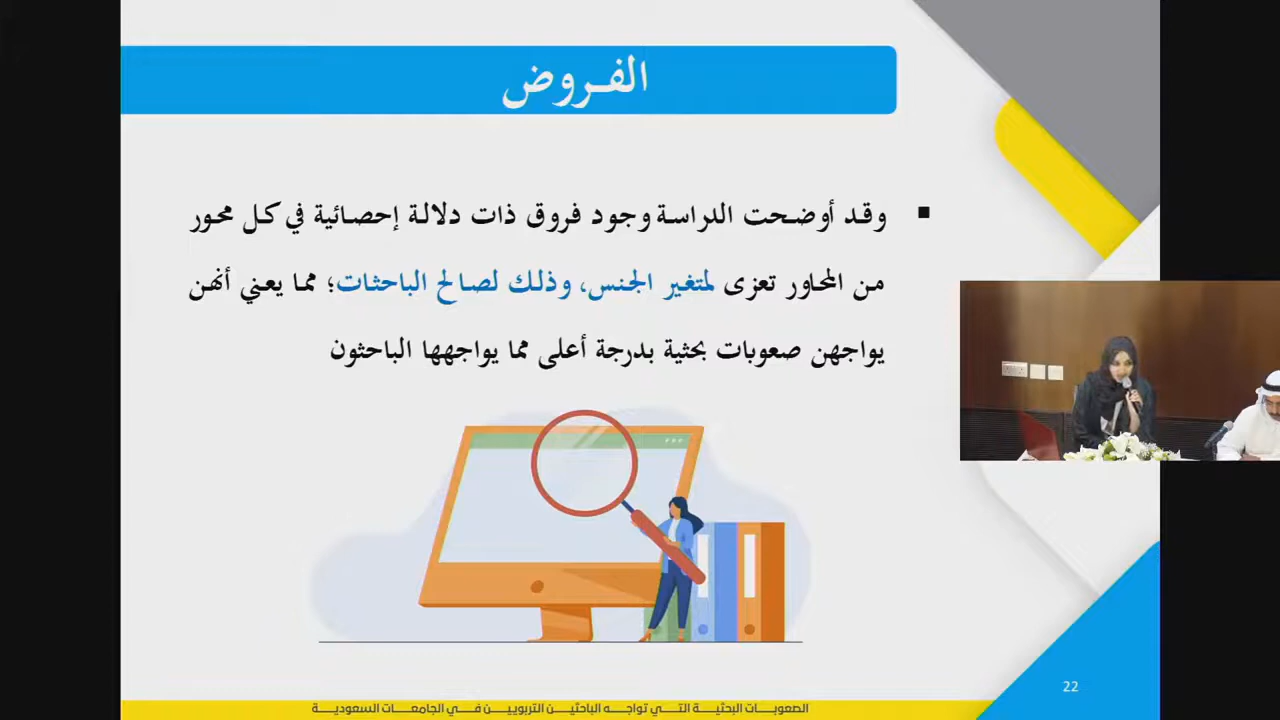 الفروض
▪ وقد أوضحت الدراسة وجود فروق ذات دلالة إحصائية في كل محور
من المحاور تعزى لمتغير الجنس، وذلك لصالح الباحثات؛ مما يعني أنهن
يواجهن صعوبات بحثية بدرجة أعلى مما يواجهها الباحثون
22
الصعوبات البحثية التي تواجه الباحثين التربويين في الجامعات السعودية